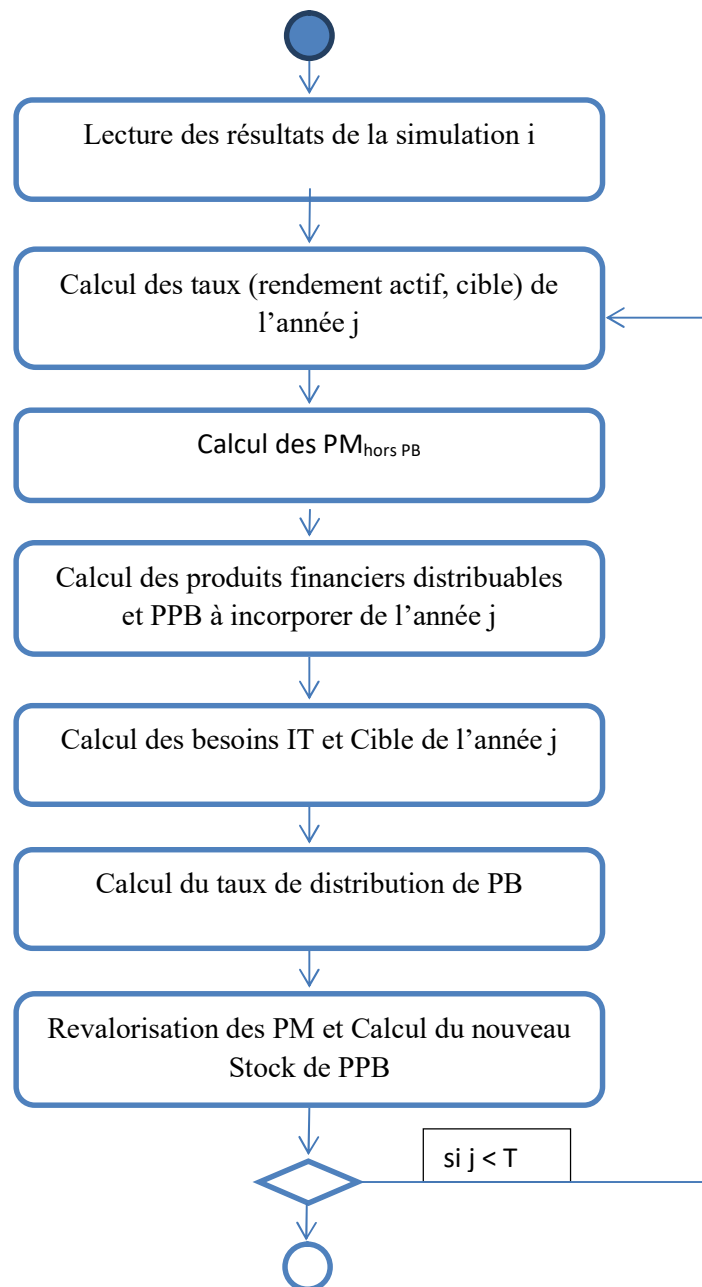 Lecture des résultats de la simulation i
Calcul des taux (rendement actif, cible) de
l’année j
Calcul des PMhors PB
Calcul des produits financiers distribuables
et PPB à incorporer de l’année j
Calcul des besoins IT et Cible de l’année j
Calcul du taux de distribution de PB
Revalorisation des PM et Calcul du nouveau
Stock de PPB
si j < T